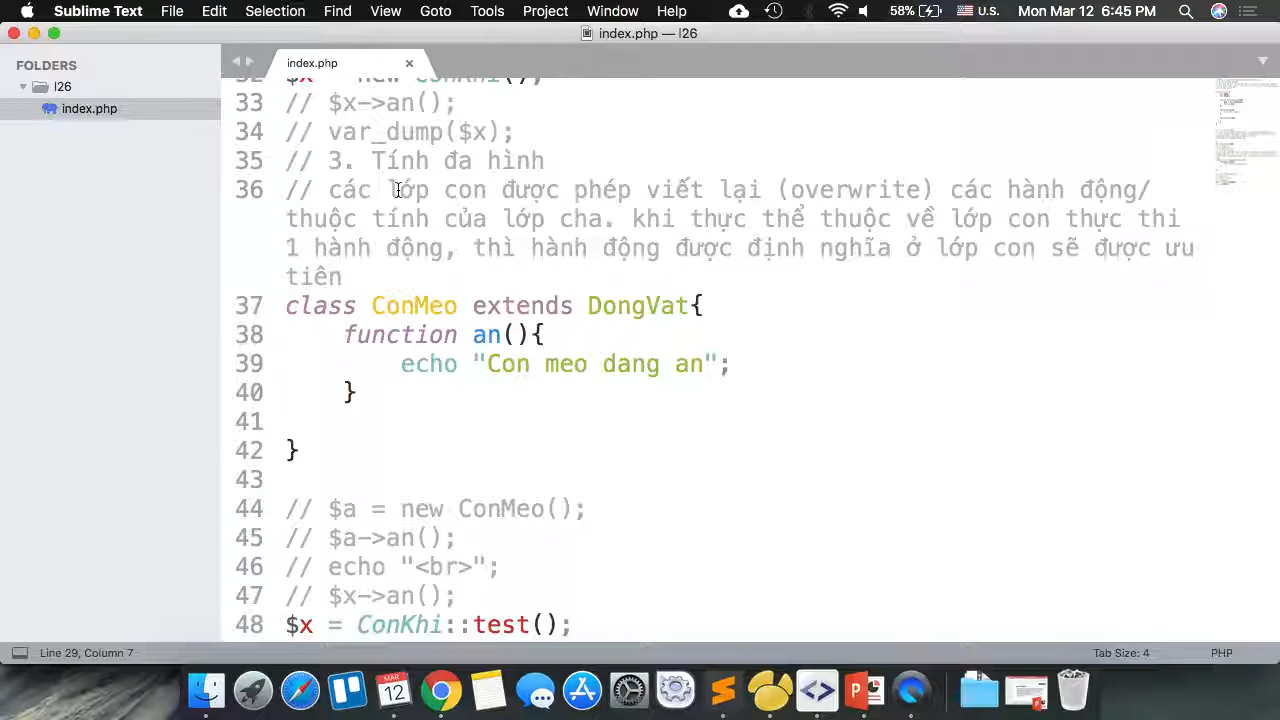 Sublime Text File Edit Selection Find View Goto Tools Project Window Help 58% U.S. Mon Mar 12 6:45 PM
index.php — l26
FOLDERS
l26
index.php
index.php ×
32 $x = new ConKhi();
33 // $x->an();
34 // var_dump($x);
35 // 3. Tính đa hình
36 // các lớp con được phép viết lại (overwrite) các hành động/
thuộc tính của lớp cha. khi thực thể thuộc về lớp con thực thi
1 hành động, thì hành động được định nghĩa ở lớp con sẽ được ưu
tiên
37 class ConMeo extends DongVat{
38 function an(){
39 echo "Con meo dang an";
40 }
41
42 }
43
44 // $a = new ConMeo();
45 // $a->an();
46 // echo "<br>";
47 // $x->an();
48 $x = ConKhi::test();
Line 29, Column 7 Tab Size: 4 PHP
MAR
12